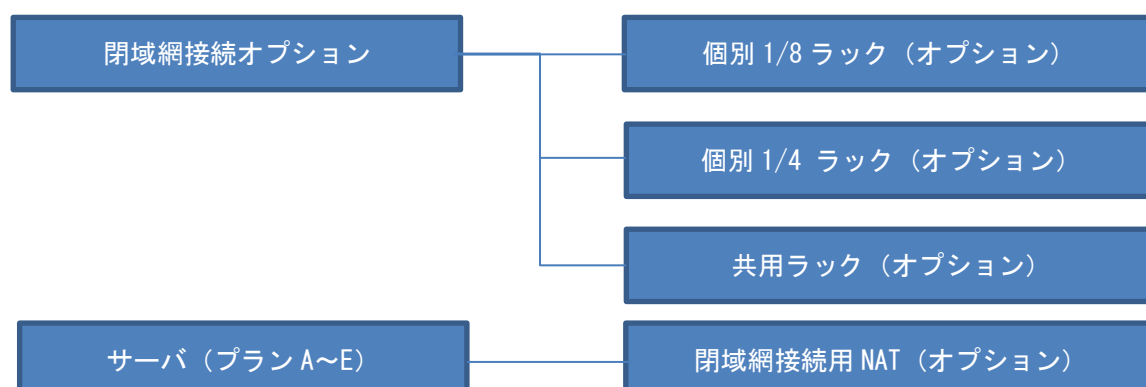 閉域網接続オプション
個別 1/8 ラック（オプション）
個別 1/4 ラック（オプション）
共用ラック（オプション）
サーバ（プラン A～E）
閉域網接続用 NAT（オプション）